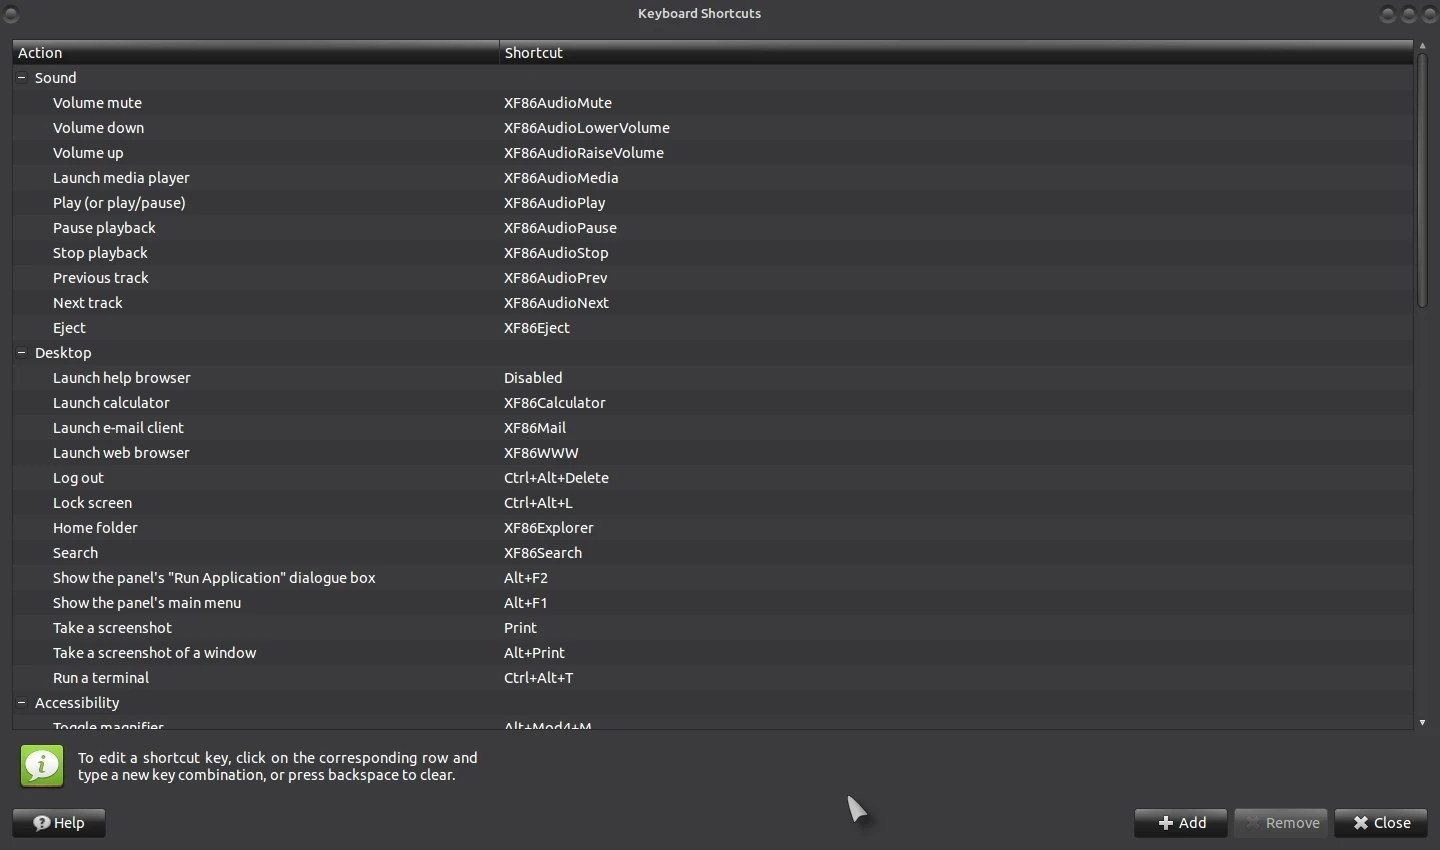 Keyboard Shortcuts
Action Shortcut
Sound
Volume mute XF86AudioMute
Volume down XF86AudioLowerVolume
Volume up XF86AudioRaiseVolume
Launch media player XF86AudioMedia
Play (or play/pause) XF86AudioPlay
Pause playback XF86AudioPause
Stop playback XF86AudioStop
Previous track XF86AudioPrev
Next track XF86AudioNext
Eject XF86Eject
Desktop
Launch help browser Disabled
Launch calculator XF86Calculator
Launch e-mail client XF86Mail
Launch web browser XF86WWW
Log out Ctrl+Alt+Delete
Lock screen Ctrl+Alt+L
Home folder XF86Explorer
Search XF86Search
Show the panel's "Run Application" dialogue box Alt+F2
Show the panel's main menu Alt+F1
Take a screenshot Print
Take a screenshot of a window Alt+Print
Run a terminal Ctrl+Alt+T
Accessibility
Toggle magnifier Alt+Mod4+M
To edit a shortcut key, click on the corresponding row and
type a new key combination, or press backspace to clear.
Help Add Remove Close